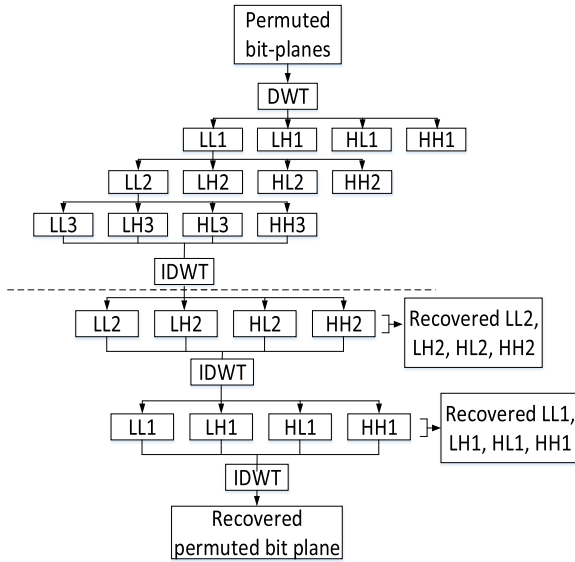 Permuted
bit-planes
DWT
LL1 LH1 HL1 HH1
LL2 LH2 HL2 HH2
LL3 LH3 HL3 HH3
IDWT
LL2 LH2 HL2 HH2
Recovered LL2,
LH2, HL2, HH2
IDWT
LL1 LH1 HL1 HH1
Recovered LL1,
LH1, HL1, HH1
IDWT
Recovered
permuted bit plane